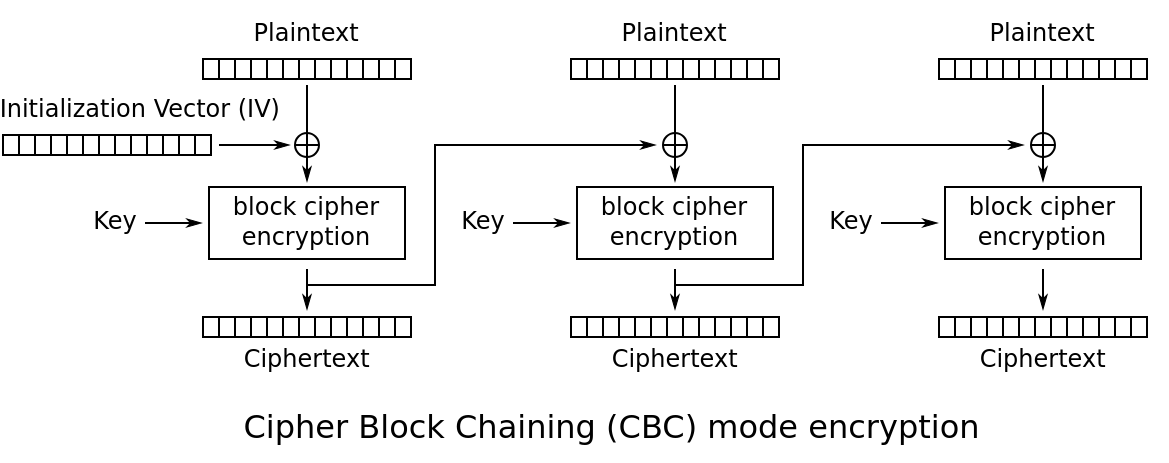 Plaintext
Plaintext
Plaintext
Initialization Vector (IV)
Key
block cipher
encryption
Key
block cipher
encryption
Key
block cipher
encryption
Ciphertext
Ciphertext
Ciphertext
Cipher Block Chaining (CBC) mode encryption